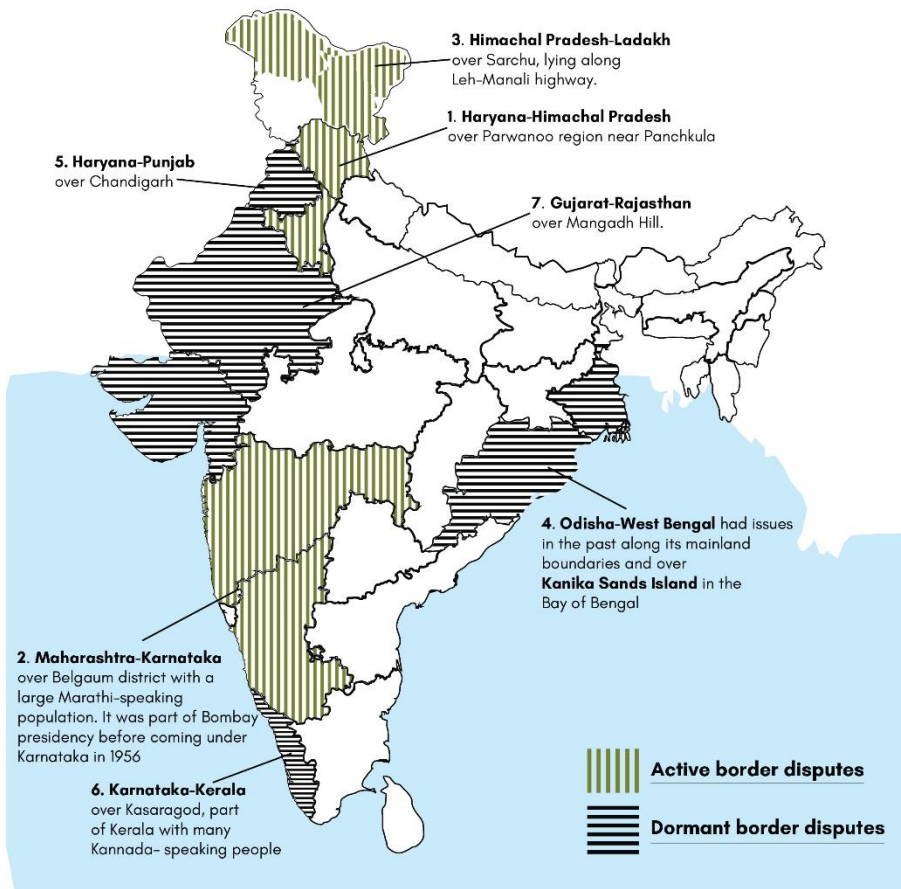 3. Himachal Pradesh-Ladakh
over Sarchu, lying along
Leh-Manali highway.
1. Haryana-Himachal Pradesh
over Parwanoo region near Panchkula
5. Haryana-Punjab
over Chandigarh
7. Gujarat-Rajasthan
over Mangadh Hill.
4. Odisha-West Bengal had issues
in the past along its mainland
boundaries and over
Kanika Sands Island in the
Bay of Bengal
2. Maharashtra-Karnataka
over Belgaum district with a
large Marathi-speaking
population. It was part of Bombay
presidency before coming under
Karnataka in 1956
6. Karnataka-Kerala
over Kasaragod, part
of Kerala with many
Kannada- speaking people
Active border disputes
Dormant border disputes